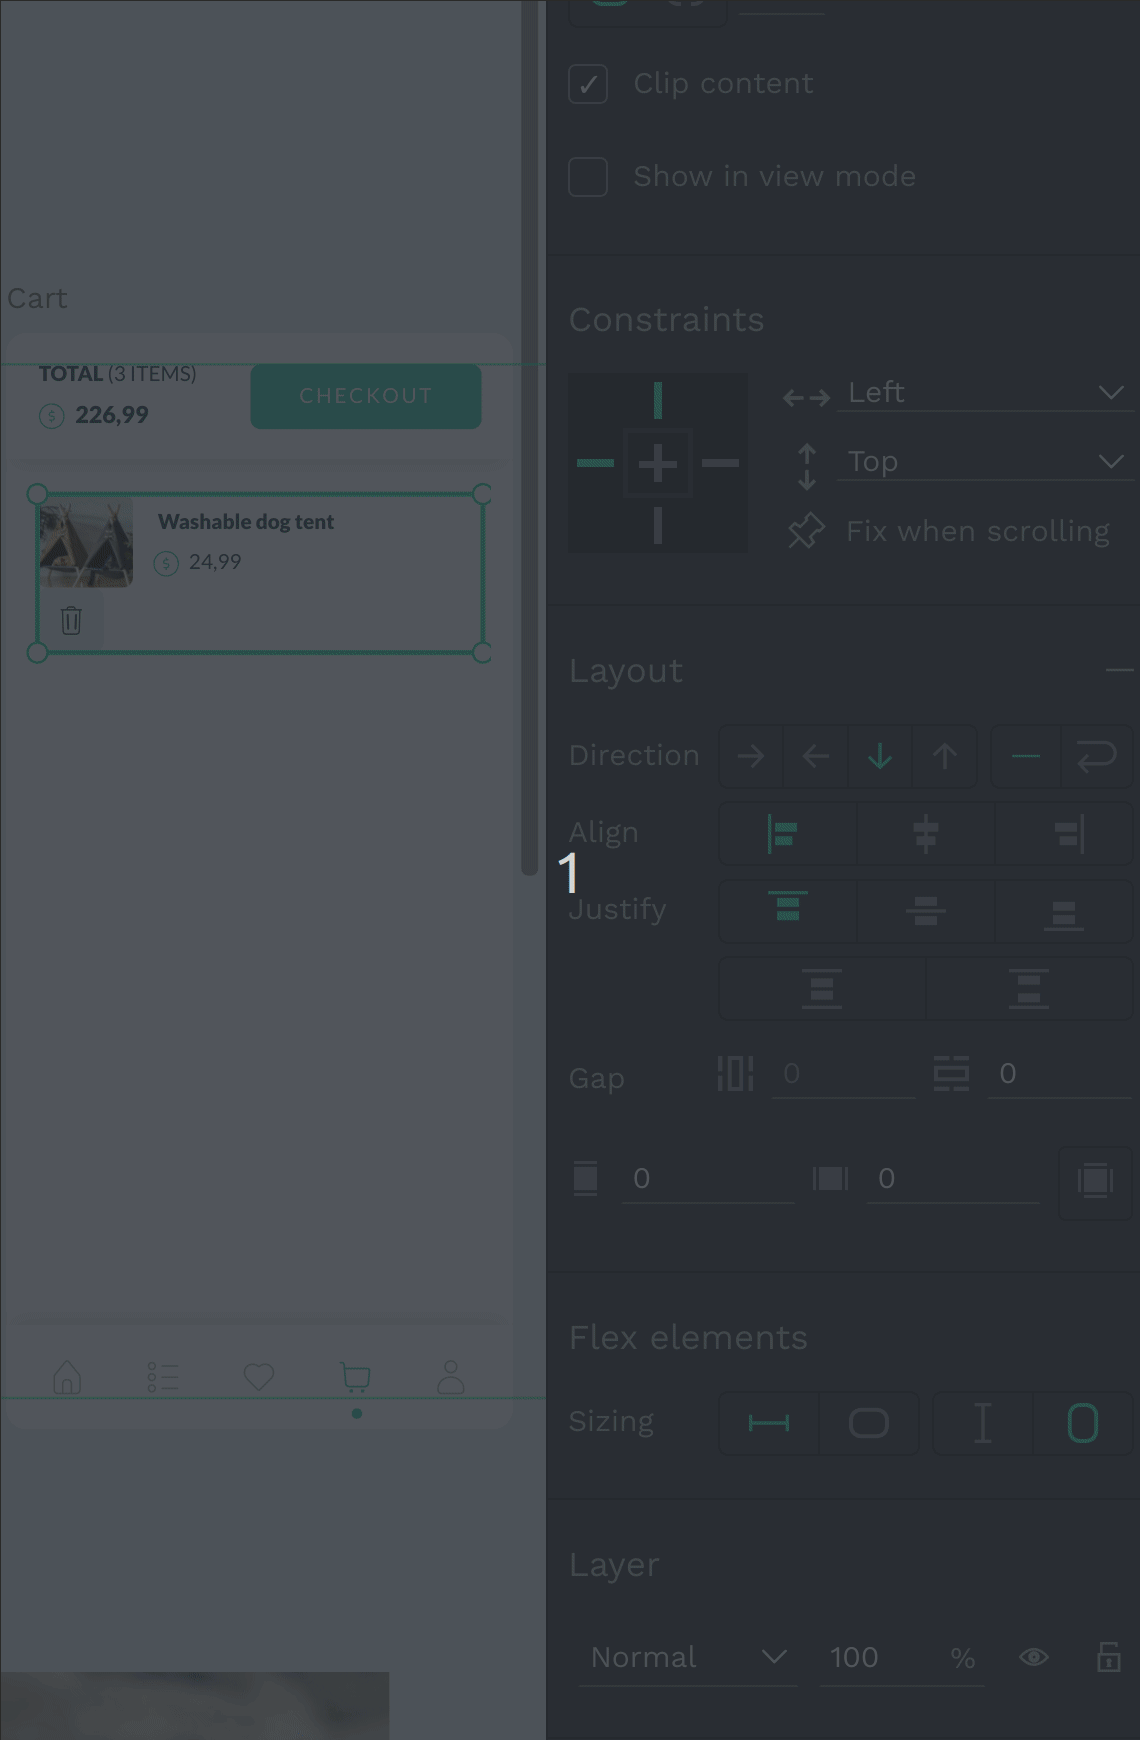 Clip content
Show in view mode
Cart
TOTAL (3 ITEMS)
226,99
CHECKOUT
$
Washable dog tent
$ 24,99
Constraints
Left
Top
Fix when scrolling
Layout
Direction
Align
1
Justify
Gap
0
0
0
0
Flex elements
Sizing
Layer
Normal
100
%